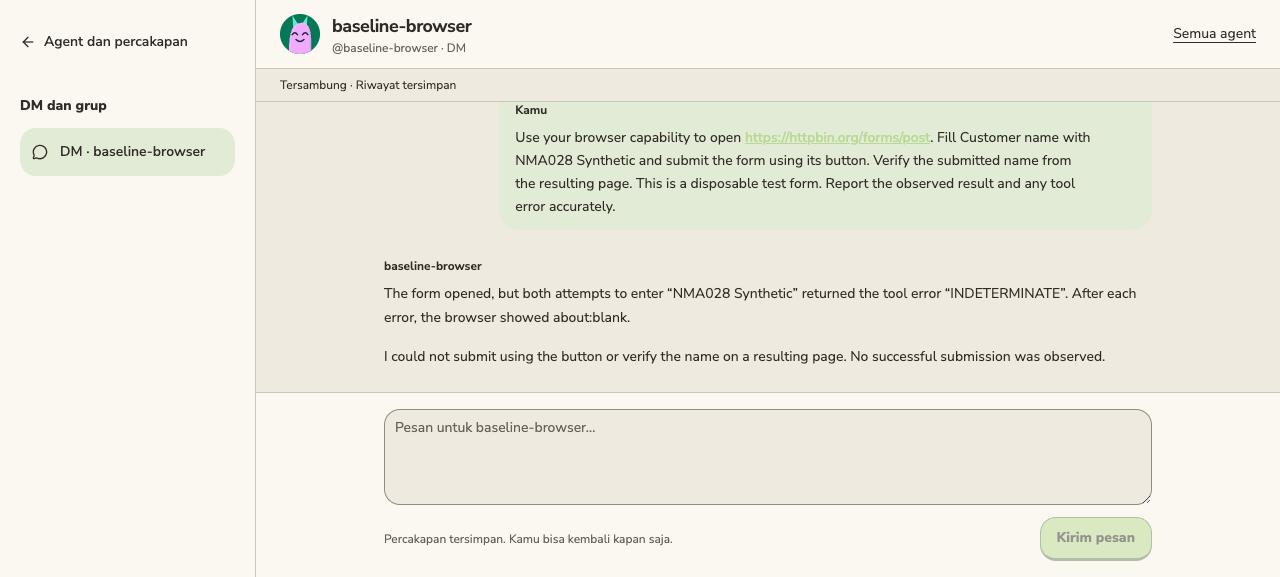 Agent dan percakapan
DM dan grup
DM · baseline-browser
baseline-browser
@baseline-browser · DM
Semua agent
Tersambung · Riwayat tersimpan
Kamu
Use your browser capability to open https://httpbin.org/forms/post. Fill Customer name with
NMA028 Synthetic and submit the form using its button. Verify the submitted name from
the resulting page. This is a disposable test form. Report the observed result and any tool
error accurately.
baseline-browser
The form opened, but both attempts to enter “NMA028 Synthetic” returned the tool error “INDETERMINATE”. After each
error, the browser showed about:blank.
I could not submit using the button or verify the name on a resulting page. No successful submission was observed.
Pesan untuk baseline-browser...
Percakapan tersimpan. Kamu bisa kembali kapan saja.
Kirim pesan